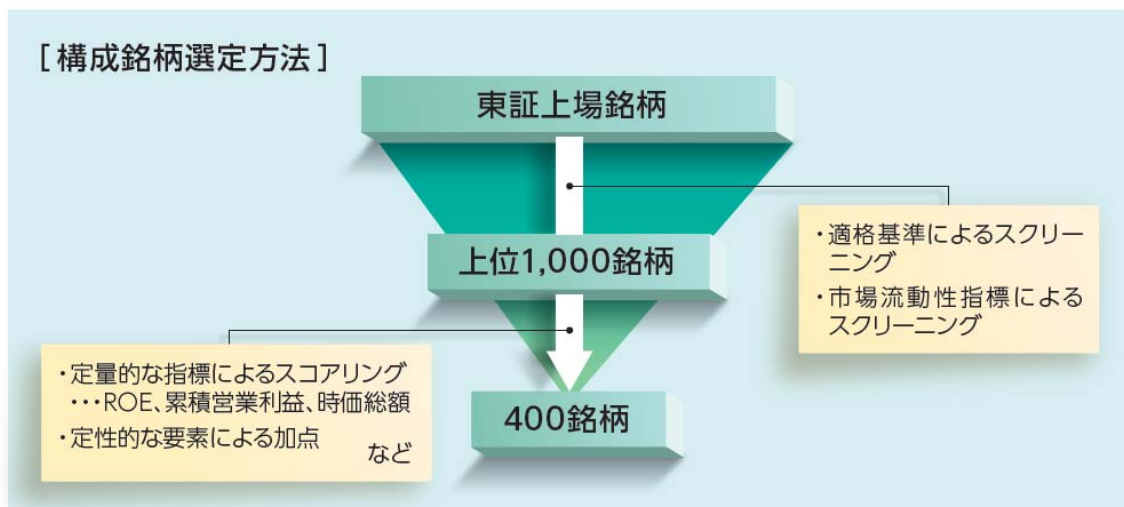 [構成銘柄選定方法]
東証上場銘柄
・適格基準によるスクリー
ニング
・市場流動性指標による
スクリーニング
上位1,000銘柄
・定量的な指標によるスコアリング
・・・ROE、累積営業利益、時価総額
・定性的な要素による加点
など
400銘柄